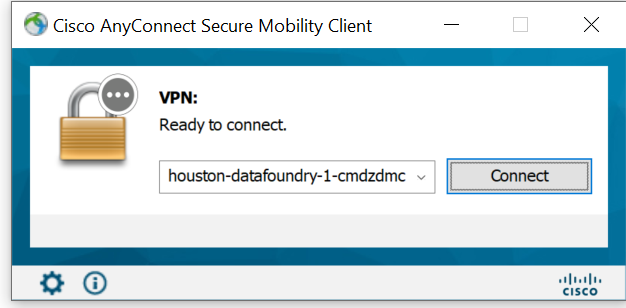 Cisco AnyConnect Secure Mobility Client
VPN:
Ready to connect.
houston-datafoundry-1-cmdzdmc
Connect
CISCO